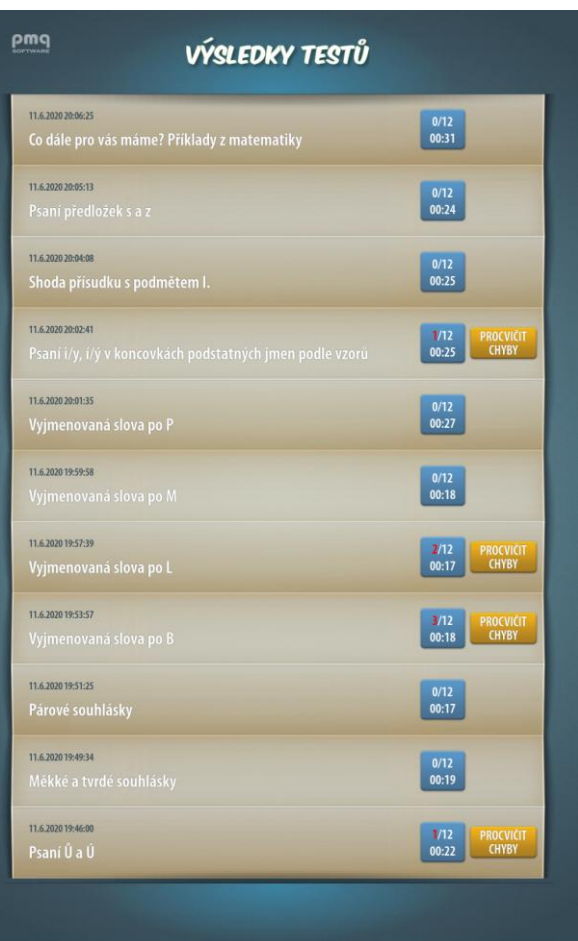 pmq
SOFTWARE
VÝSLEDKY TESTŮ
11.6.2020 20:06:25
Co dále pro vás máme? Příklady z matematiky
0/12
00:31
11.6.2020 20:05:13
Psaní předložek s a z
0/12
00:24
11.6.2020 20:04:08
Shoda přísudku s podmětem I.
0/12
00:25
11.6.2020 20:02:41
Psaní i/y, í/ý v koncovkách podstatných jmen podle vzorů
1/12
00:25
PROCVIČIT
CHYBY
11.6.2020 20:01:35
Vyjmenovaná slova po P
0/12
00:27
11.6.2020 19:59:58
Vyjmenovaná slova po M
0/12
00:18
11.6.2020 19:57:39
Vyjmenovaná slova po L
2/12
00:17
PROCVIČIT
CHYBY
11.6.2020 19:53:57
Vyjmenovaná slova po B
3/12
00:18
PROCVIČIT
CHYBY
11.6.2020 19:51:25
Párové souhlásky
0/12
00:17
11.6.2020 19:49:34
Měkké a tvrdé souhlásky
0/12
00:19
11.6.2020 19:46:00
Psaní Ů a Ú
1/12
00:22
PROCVIČIT
CHYBY